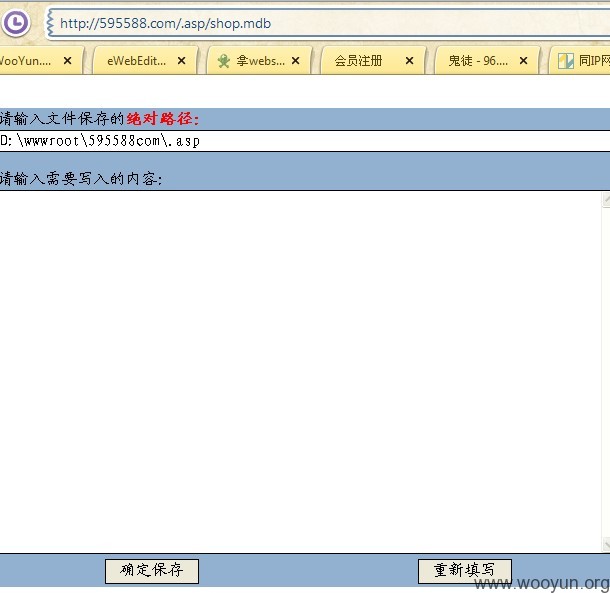 http://595588.com/.asp/shop.mdb
WooYun....
eWebEdit...
拿webs...
会员注册
鬼徒 - 96....
同IP网
请输入文件保存的绝对路径:
D:\wwwroot\595588com\.asp
请输入需要写入的内容:
确定保存
重新填写
www.wooyun.org